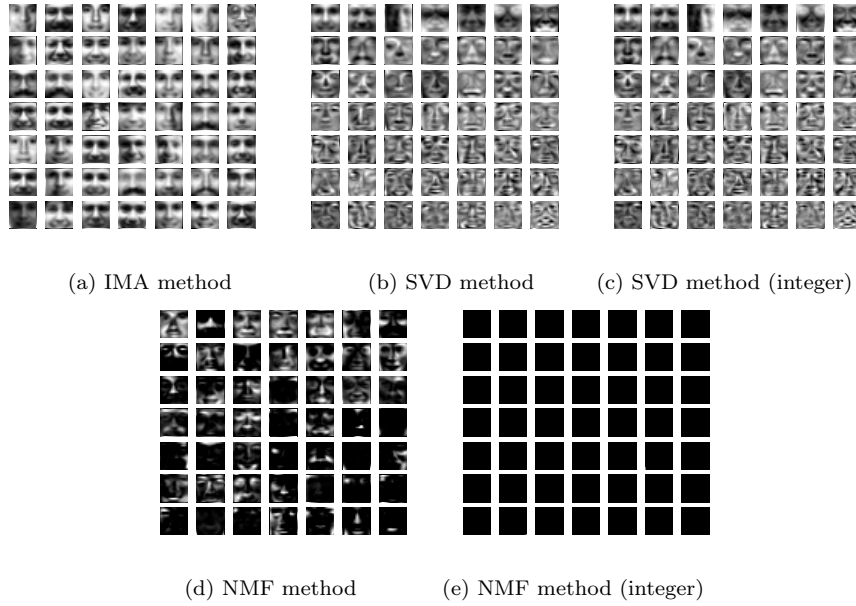 (a) IMA method
(b) SVD method
(c) SVD method (integer)
(d) NMF method
(e) NMF method (integer)